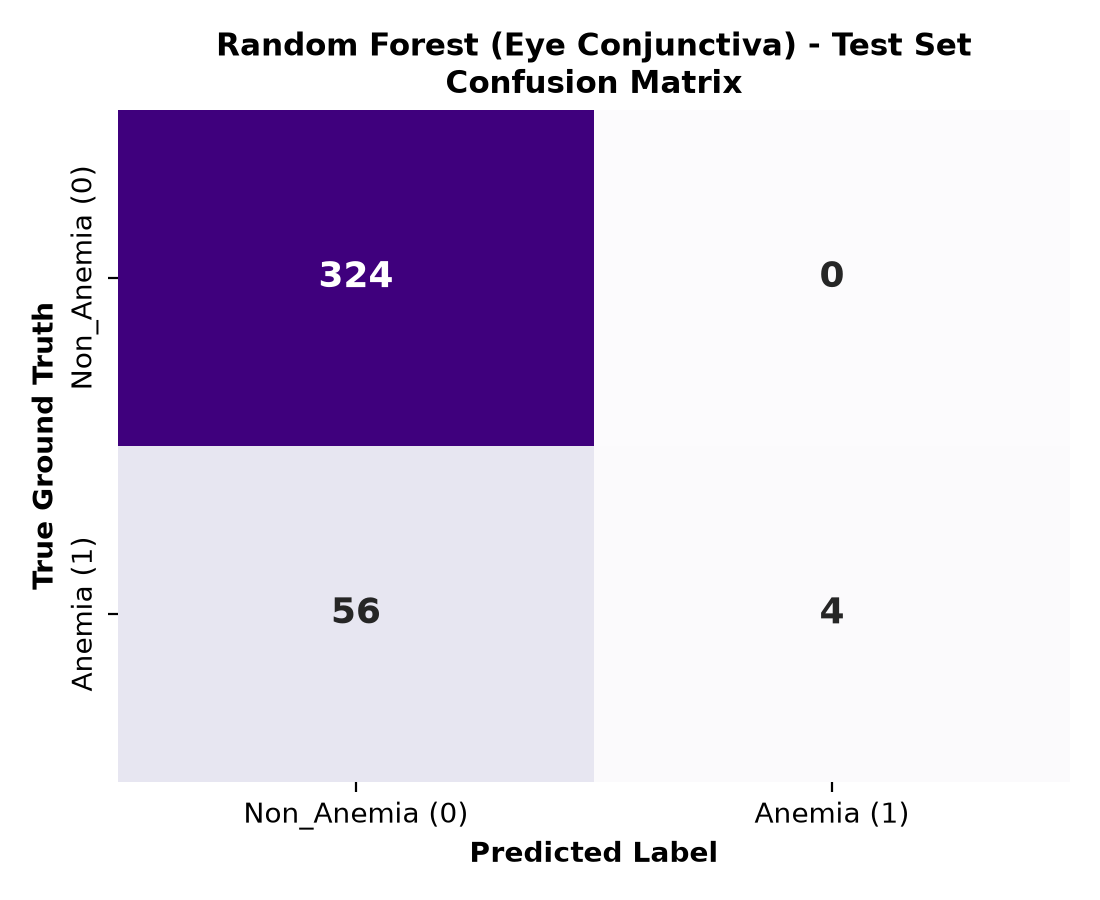 Random Forest (Eye Conjunctiva) - Test Set
Confusion Matrix
True Ground Truth
Non_Anemia (0)
324
0
Anemia (1)
56
4
Non_Anemia (0)
Anemia (1)
Predicted Label